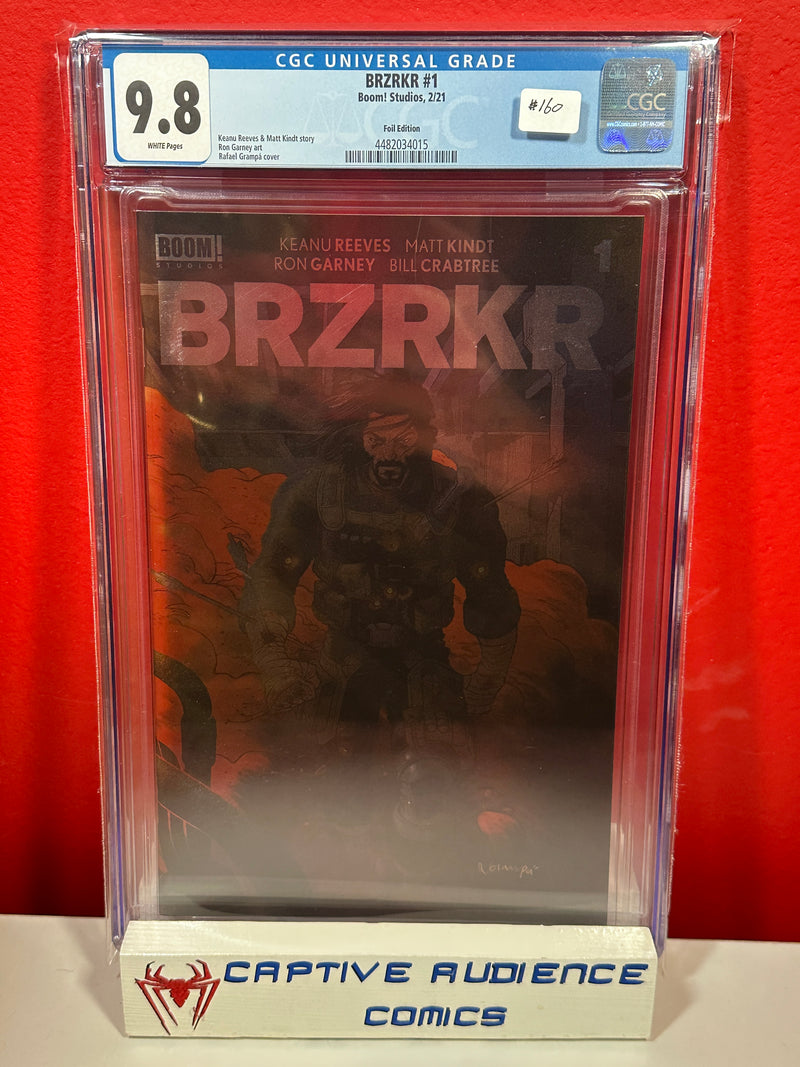 CGC UNIVERSAL GRADE
9.8
WHITE Pages
BRZRKR #1
Boom! Studios, 2/21
Foil Edition
Keanu Reeves & Matt Kindt story
Ron Garney art
Rafael Grampá cover
4482034015
#160
CGC
BOOM!
STUDIOS
KEANU REEVES MATT KINDT
RON GARNEY BILL CRABTREE
1
BRZRKR
CAPTIVE AUDIENCE
COMICS